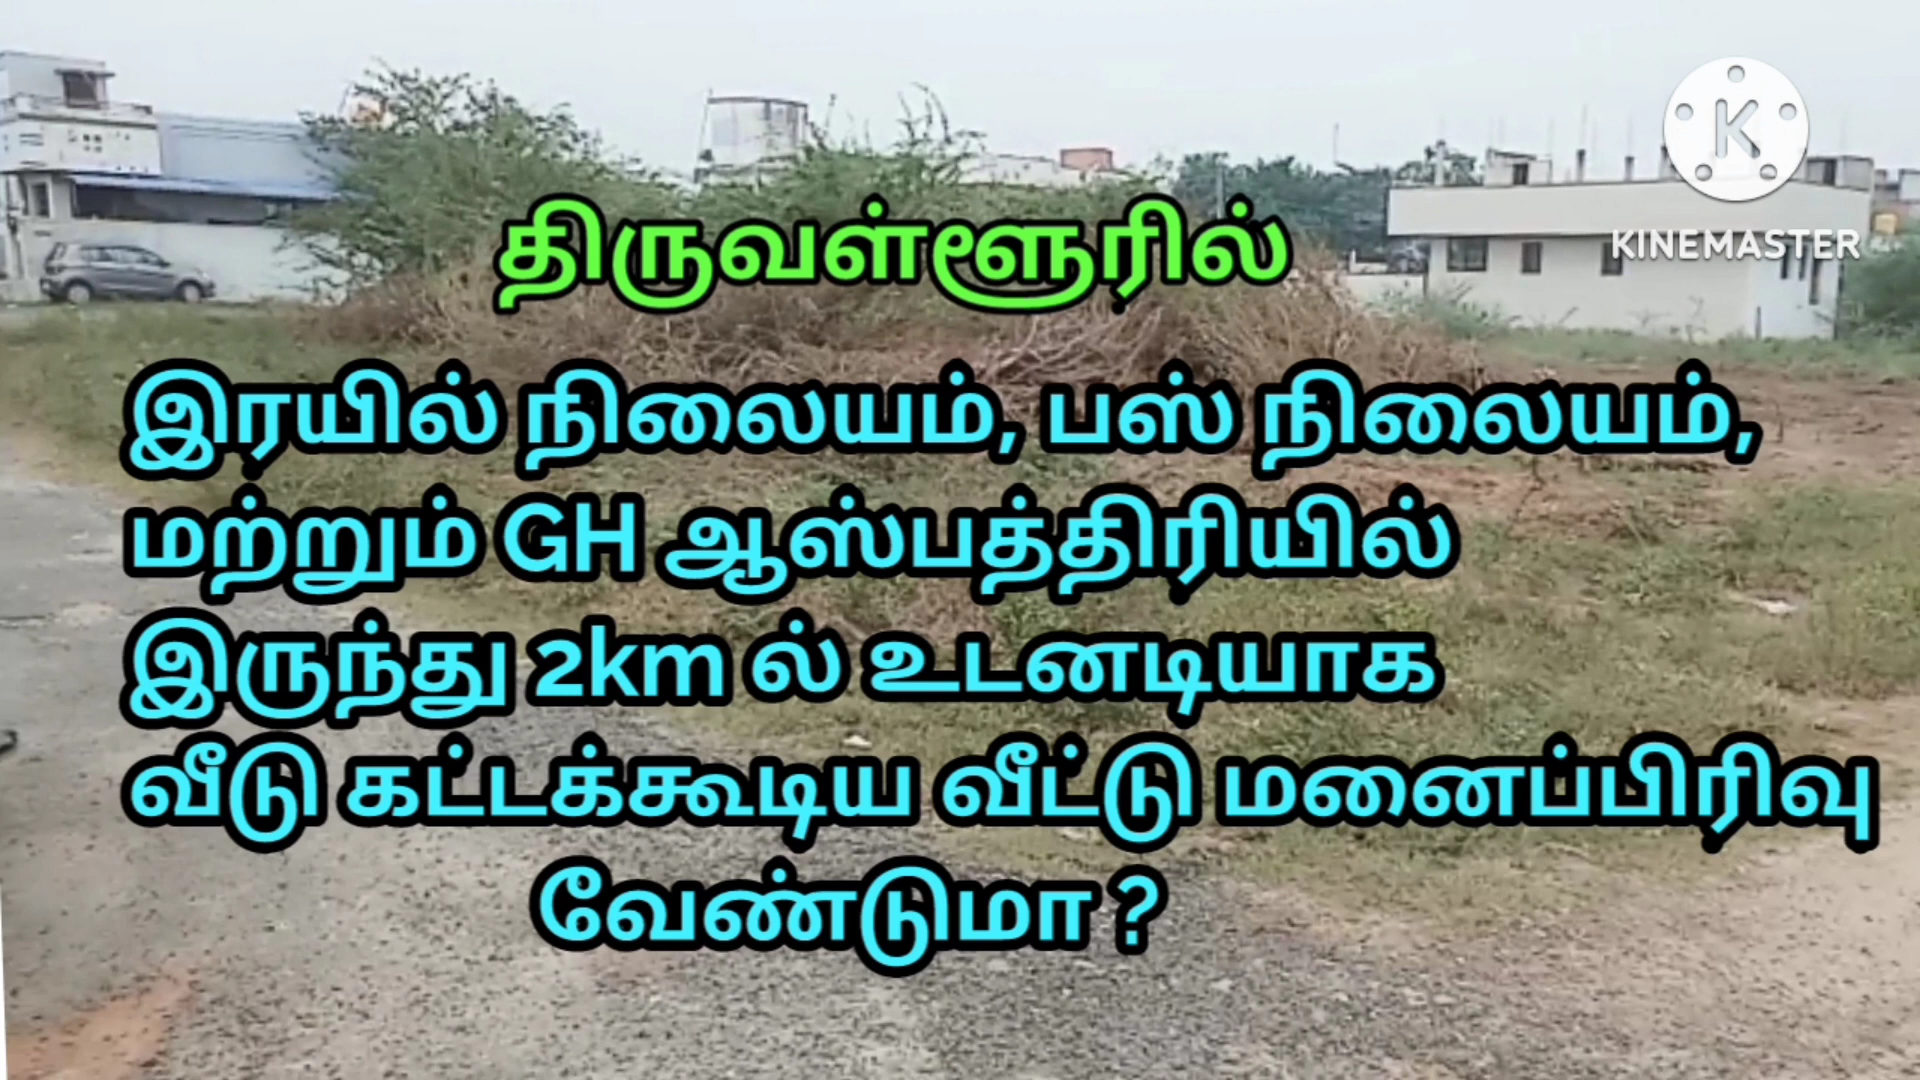 KINEMASTER
திருவள்ளூரில்
இரயில் நிலையம், பஸ் நிலையம்,
மற்றும் GH ஆஸ்பத்திரியில்
இருந்து 2km ல் உடனடியாக
வீடு கட்டக்கூடிய வீட்டு மனைப்பிரிவு
வேண்டுமா ?